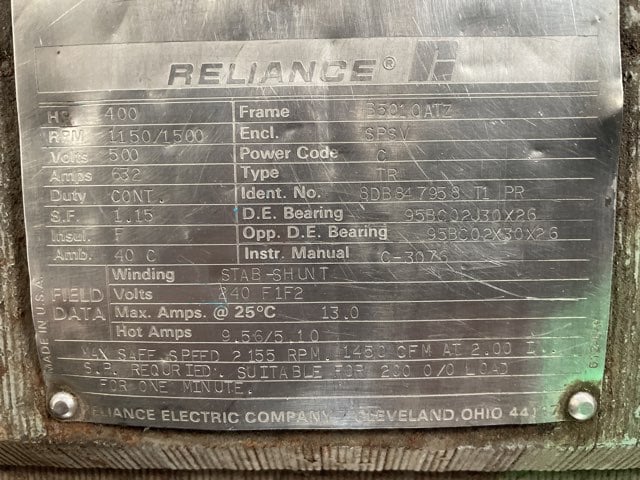 RELIANCE®
HP 400 Frame B5010ATZ
RPM 1150/1500 Encl. SPSV
Volts 500 Power Code C
Amps 632 Type TR
Duty CONT. Ident. No. 8DB847958 T1 PR
S.F. 1.15 D.E. Bearing 95BC02J30X26
Insul. F Opp. D.E. Bearing 95BC02X30X26
Amb. 40 C Instr. Manual C-3076
Winding STAB-SHUNT
FIELD DATA Volts 240 F1F2
Max. Amps. @ 25°C 13.0
Hot Amps 9.56/5.10
MAX SAFE SPEED 2155 RPM. 1450 CFM AT 2.00
S.P. REQURIED. SUITABLE FOR 200 0/0 LOAD
FOR ONE MINUTE.
RELIANCE ELECTRIC COMPANY / CLEVELAND, OHIO
MADE IN U.S.A.